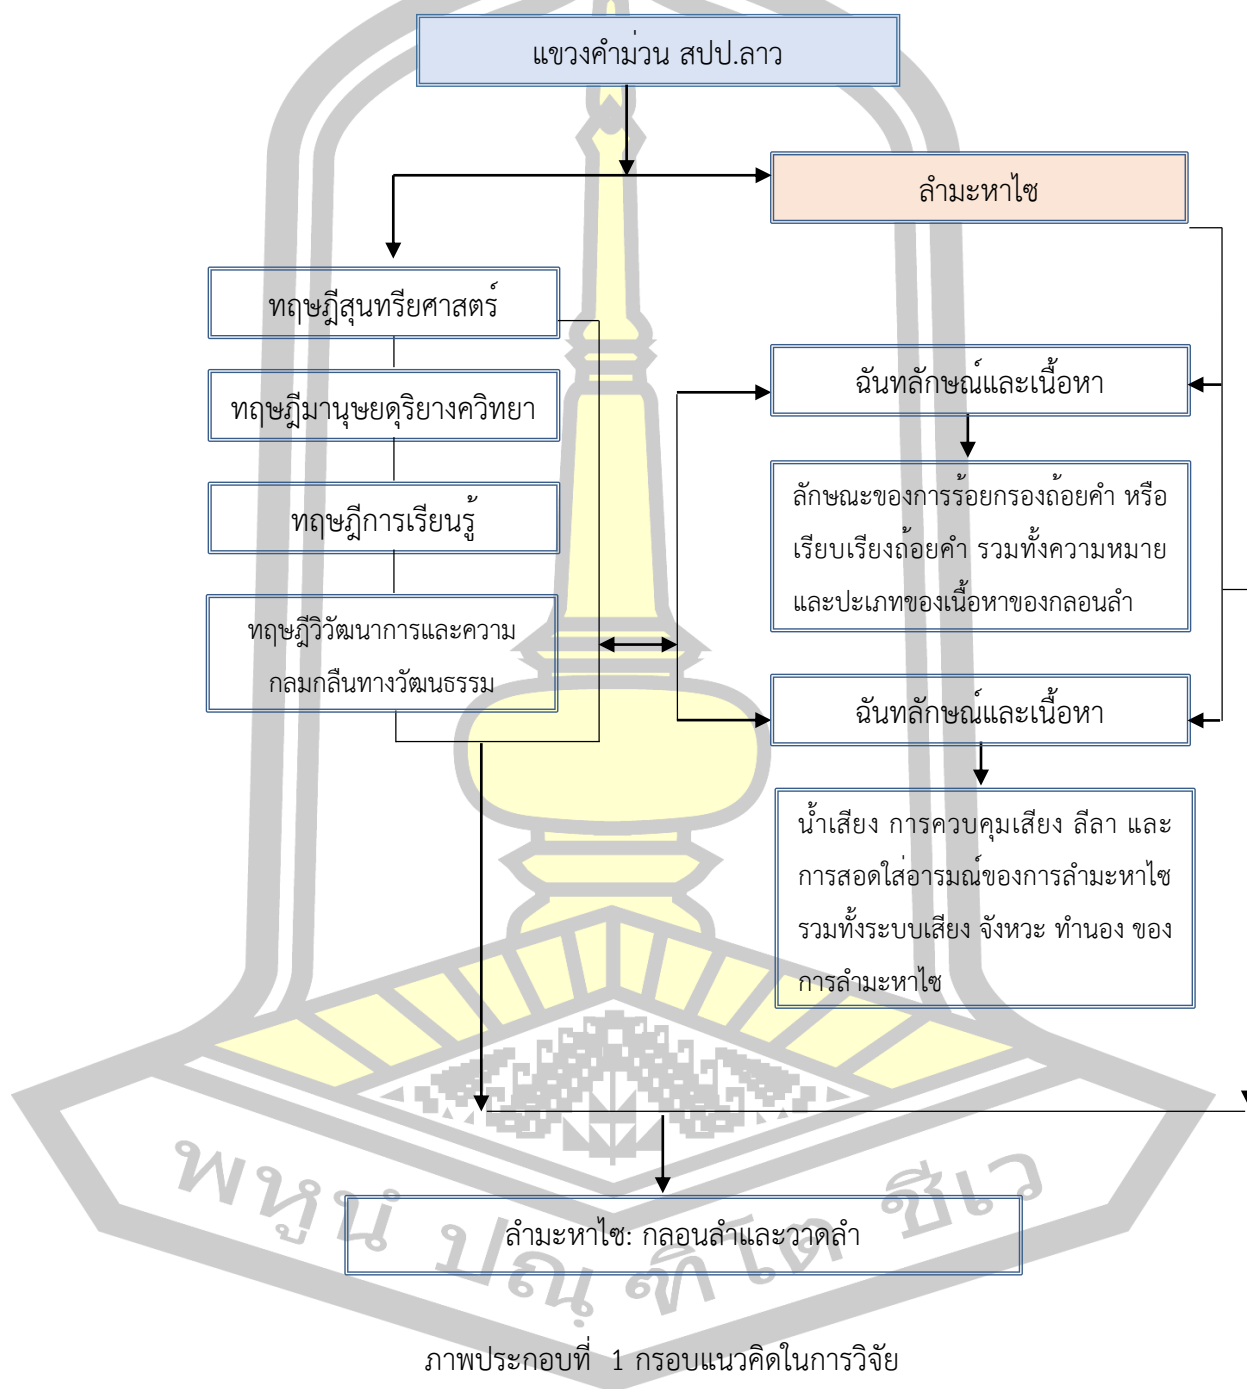 แขวงคำม่วน สปป.ลาว
ลำมะหาไซ
ทฤษฎีสุนทรียศาสตร์
ทฤษฎีมานุษยดุริยางควิทยา
ทฤษฎีการเรียนรู้
ทฤษฎีวิวัฒนาการและความ
กลมกลืนทางวัฒนธรรม
ฉันทลักษณ์และเนื้อหา
ลักษณะของการร้อยกรองถ้อยคำ หรือ
เรียบเรียงถ้อยคำ รวมทั้งความหมาย
และปะเภทของเนื้อหาของกลอนลำ
ฉันทลักษณ์และเนื้อหา
น้ำเสียง การควบคุมเสียง ลีลา และ
การสอดใส่อารมณ์ของการลำมะหาไซ
รวมทั้งระบบเสียง จังหวะ ทำนอง ของ
การลำมะหาไซ
พหูนํ ปณฺฑิโต ชีเว
ลำมะหาไซ: กลอนลำและวาดลำ
ภาพประกอบที่ 1 กรอบแนวคิดในการวิจัย